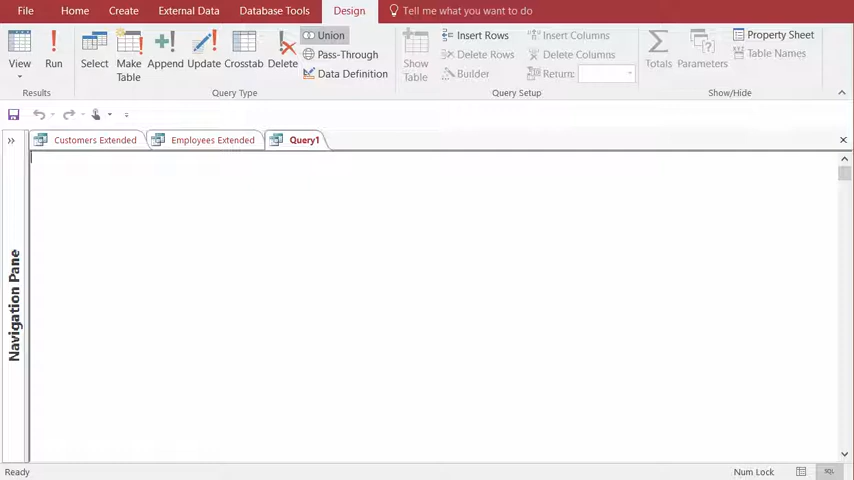 File Home Create External Data Database Tools Design Tell me what you want to do
View Run Select Make Table Append Update Crosstab Delete
Union
Pass-Through
Data Definition
Show Table
Insert Rows
Delete Rows
Builder
Insert Columns
Delete Columns
Return:
Totals Parameters
Property Sheet
Table Names
Results Query Type Query Setup Show/Hide
Customers Extended Employees Extended Query1
Navigation Pane
Ready Num Lock SQL